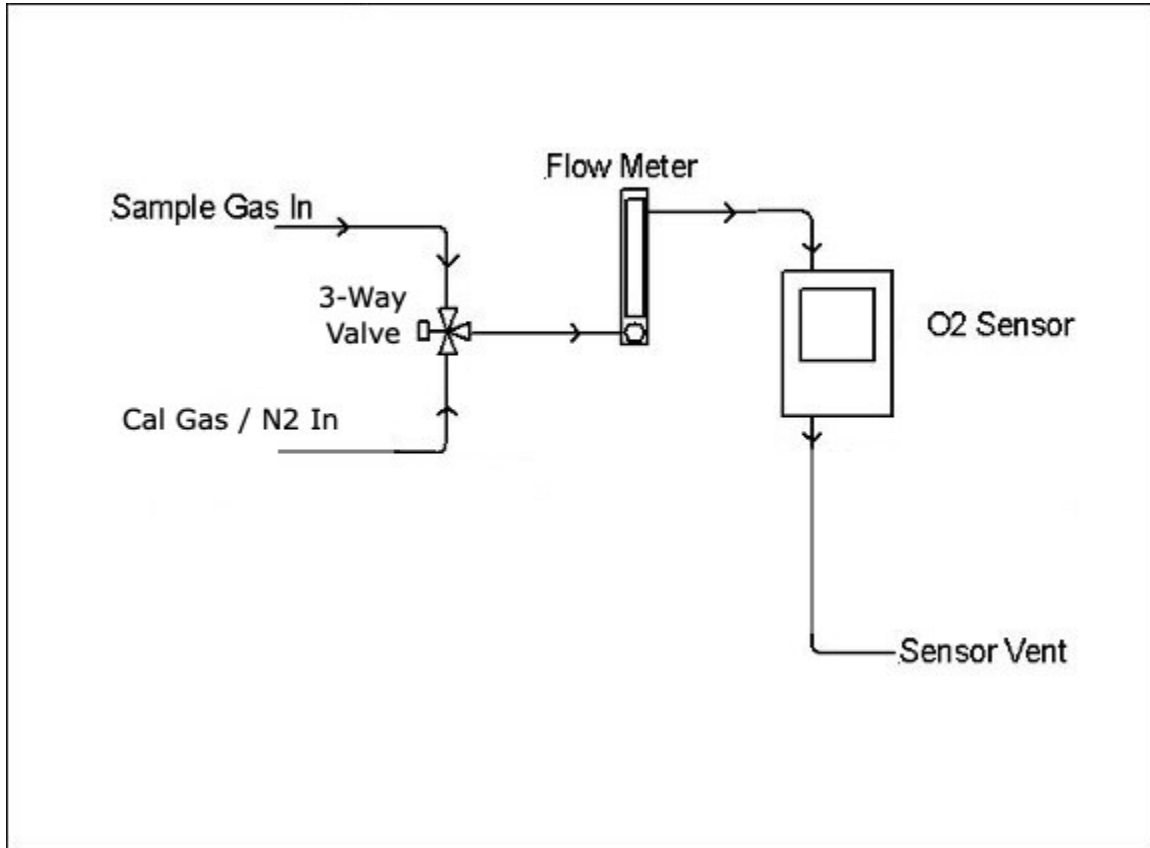 Flow Meter
Sample Gas In
3-Way
Valve
O2 Sensor
Cal Gas / N2 In
Sensor Vent